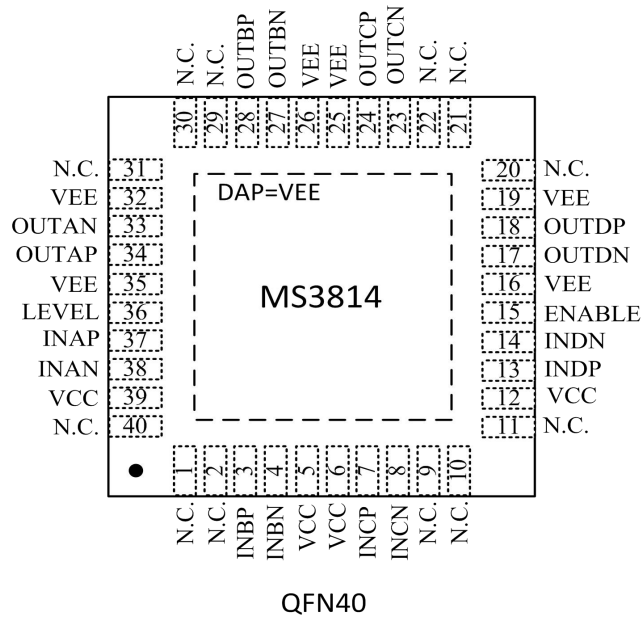 N.C. N.C. OUTBP OUTBN VEE VEE OUTCP OUTCN N.C. N.C.
30 29 28 27 26 25 24 23 22 21
N.C. 31 20 N.C.
VEE 32 DAP=VEE 19 VEE
OUTAN 33 18 OUTDP
OUTAP 34 17 OUTDN
VEE 35 16 VEE
LEVEL 36 MS3814 15 ENABLE
INAP 37 14 INDN
INAN 38 13 INDP
VCC 39 12 VCC
N.C. 40 11 N.C.
1 2 3 4 5 6 7 8 9 10
N.C. N.C. INBP INBN VCC VCC INCP INCN N.C. N.C.
QFN40